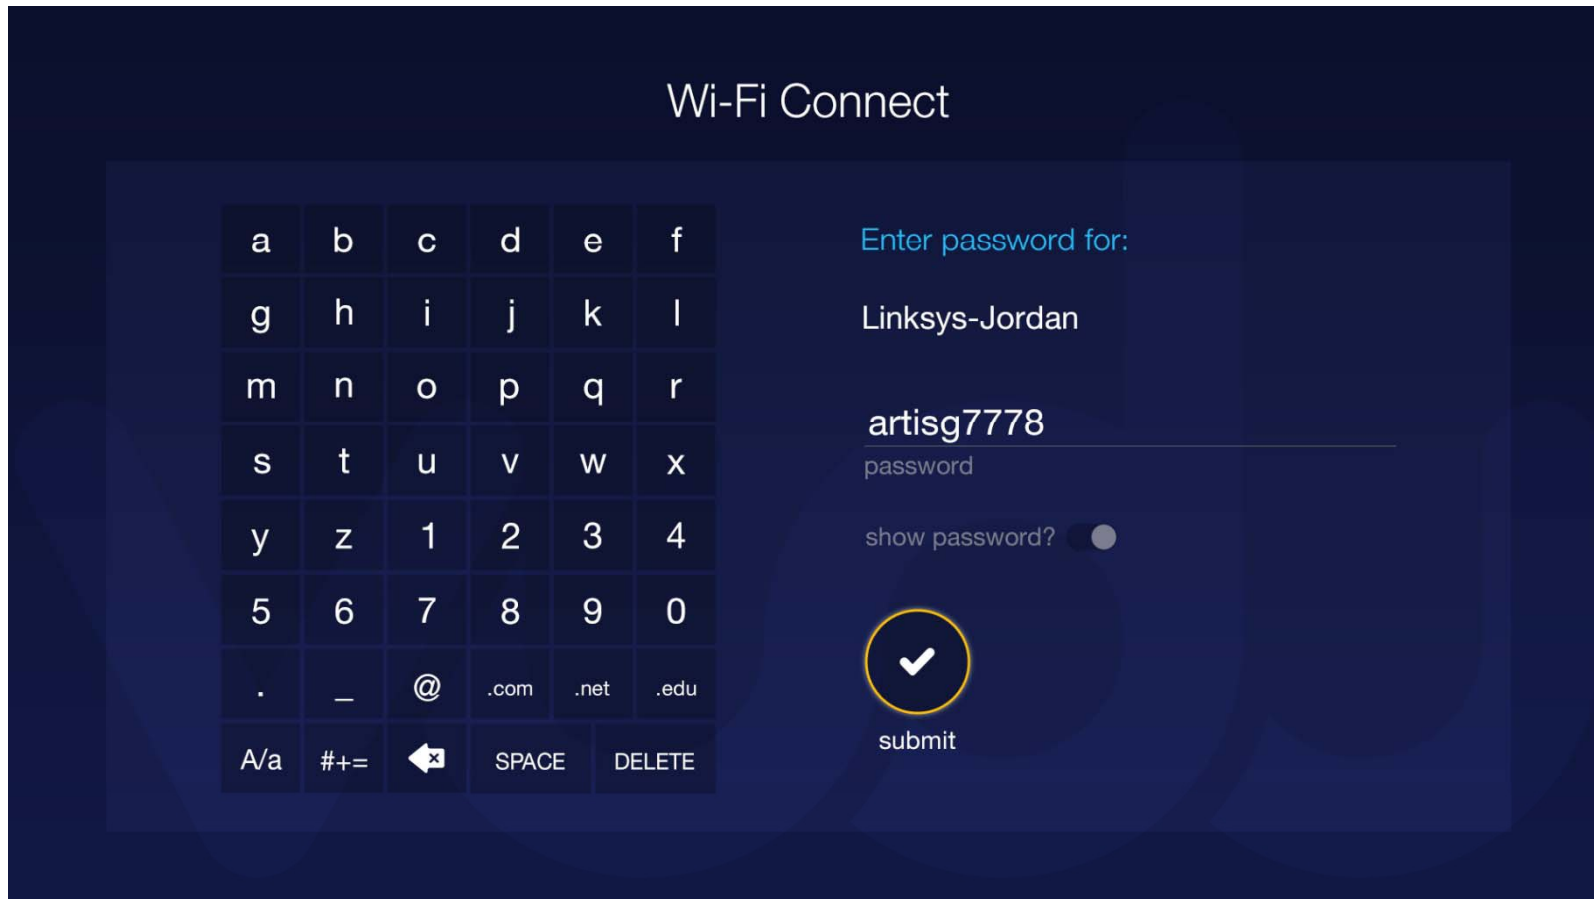 Wi-Fi Connect
a b c d e f
g h i j k l
m n o p q r
s t u v w x
y z 1 2 3 4
5 6 7 8 9 0
. _ @ .com .net .edu
A/a #+= SPACE DELETE
Enter password for:
Linksys-Jordan
artisg7778
password
show password?
submit